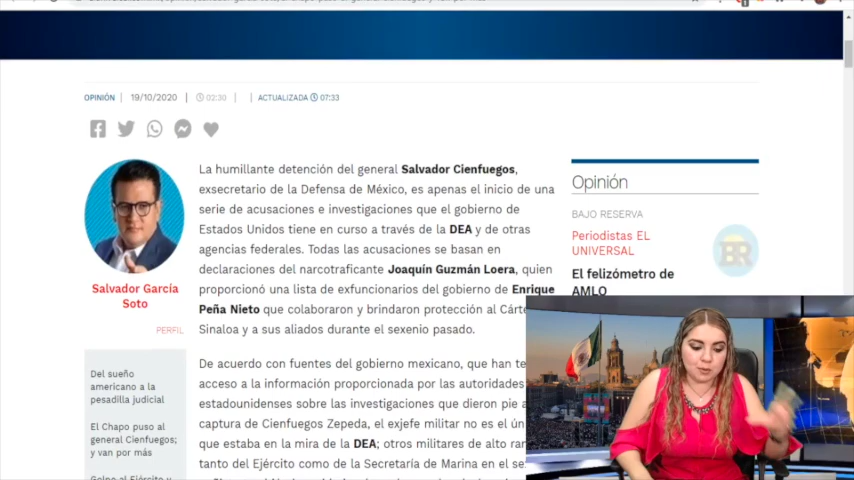 OPINIÓN | 19/10/2020 | 02:30 | | ACTUALIZADA 07:33
La humillante detención del general Salvador Cienfuegos,
exsecretario de la Defensa de México, es apenas el inicio de una
serie de acusaciones e investigaciones que el gobierno de
Estados Unidos tiene en curso a través de la DEA y de otras
agencias federales. Todas las acusaciones se basan en
declaraciones del narcotraficante Joaquín Guzmán Loera, quien
proporcionó una lista de exfuncionarios del gobierno de Enrique
Peña Nieto que colaboraron y brindaron protección al Cárte
Sinaloa y a sus aliados durante el sexenio pasado.
De acuerdo con fuentes del gobierno mexicano, que han te
acceso a la información proporcionada por las autoridades
estadounidenses sobre las investigaciones que dieron pie a
captura de Cienfuegos Zepeda, el exjefe militar no es el ún
que estaba en la mira de la DEA; otros militares de alto ran
tanto del Ejército como de la Secretaría de Marina en el se
Salvador García
Soto
PERFIL
Del sueño
americano a la
pesadilla judicial
El Chapo puso al
general Cienfuegos;
y van por más
Golpe al Ejército y
Opinión
BAJO RESERVA
Periodistas EL
UNIVERSAL
BR
El felizómetro de
AMLO